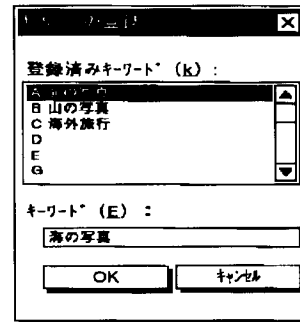 登録済みキーワード (k) :
B 山の写真
C 海外旅行
D
E
G
キーワード (E) :
海の写真
OK キャンセル